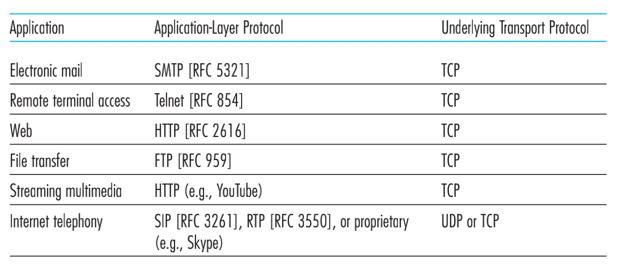 Application Application-Layer Protocol Underlying Transport Protocol
Electronic mail SMTP [RFC 5321] TCP
Remote terminal access Telnet [RFC 854] TCP
Web HTTP [RFC 2616] TCP
File transfer FTP [RFC 959] TCP
Streaming multimedia HTTP (e.g., YouTube) TCP
Internet telephony SIP [RFC 3261], RTP [RFC 3550], or proprietary UDP or TCP
(e.g., Skype)